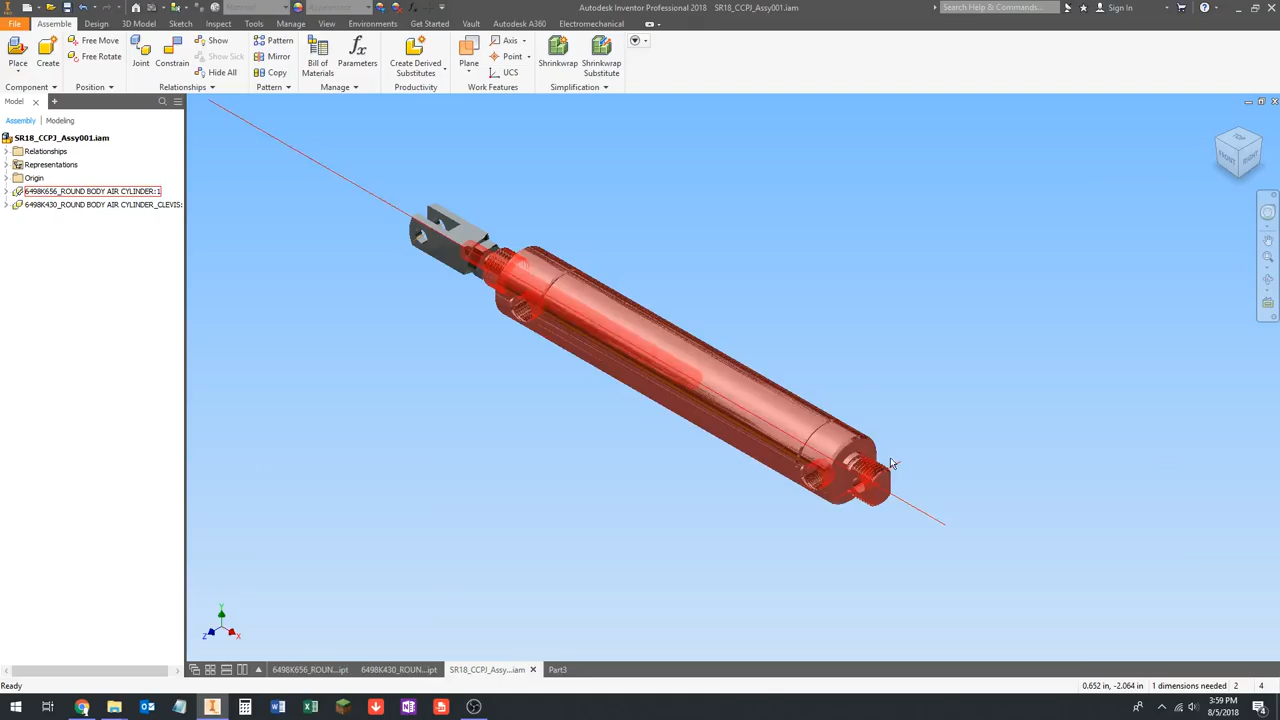 Autodesk Inventor Professional 2018   SR18_CCPJ_Assy001.iam
Search Help & Commands...
Sign In
File
Assemble
Design
3D Model
Sketch
Inspect
Tools
Manage
View
Environments
Get Started
Vault
Autodesk A360
Electromechanical
Place
Create
Free Move
Free Rotate
Joint
Constrain
Show
Show Sick
Hide All
Pattern
Mirror
Copy
Bill of
Materials
Parameters
Create Derived
Substitutes
Plane
Axis
Point
UCS
Shrinkwrap
Shrinkwrap
Substitute
Component
Position
Relationships
Pattern
Manage
Productivity
Work Features
Simplification
Model
Assembly
Modeling
SR18_CCPJ_Assy001.iam
Relationships
Representations
Origin
6498K656_ROUND BODY AIR CYLINDER:1
6498K430_ROUND BODY AIR CYLINDER_CLEVIS:
TOP
FRONT
RIGHT
Y
Z
X
6498K656_ROUN...ipt
6498K430_ROUN...ipt
SR18_CCPJ_Assy...iam
Part3
Ready
0.652 in, -2.064 in
1 dimensions needed
2
4
3:59 PM
8/5/2018